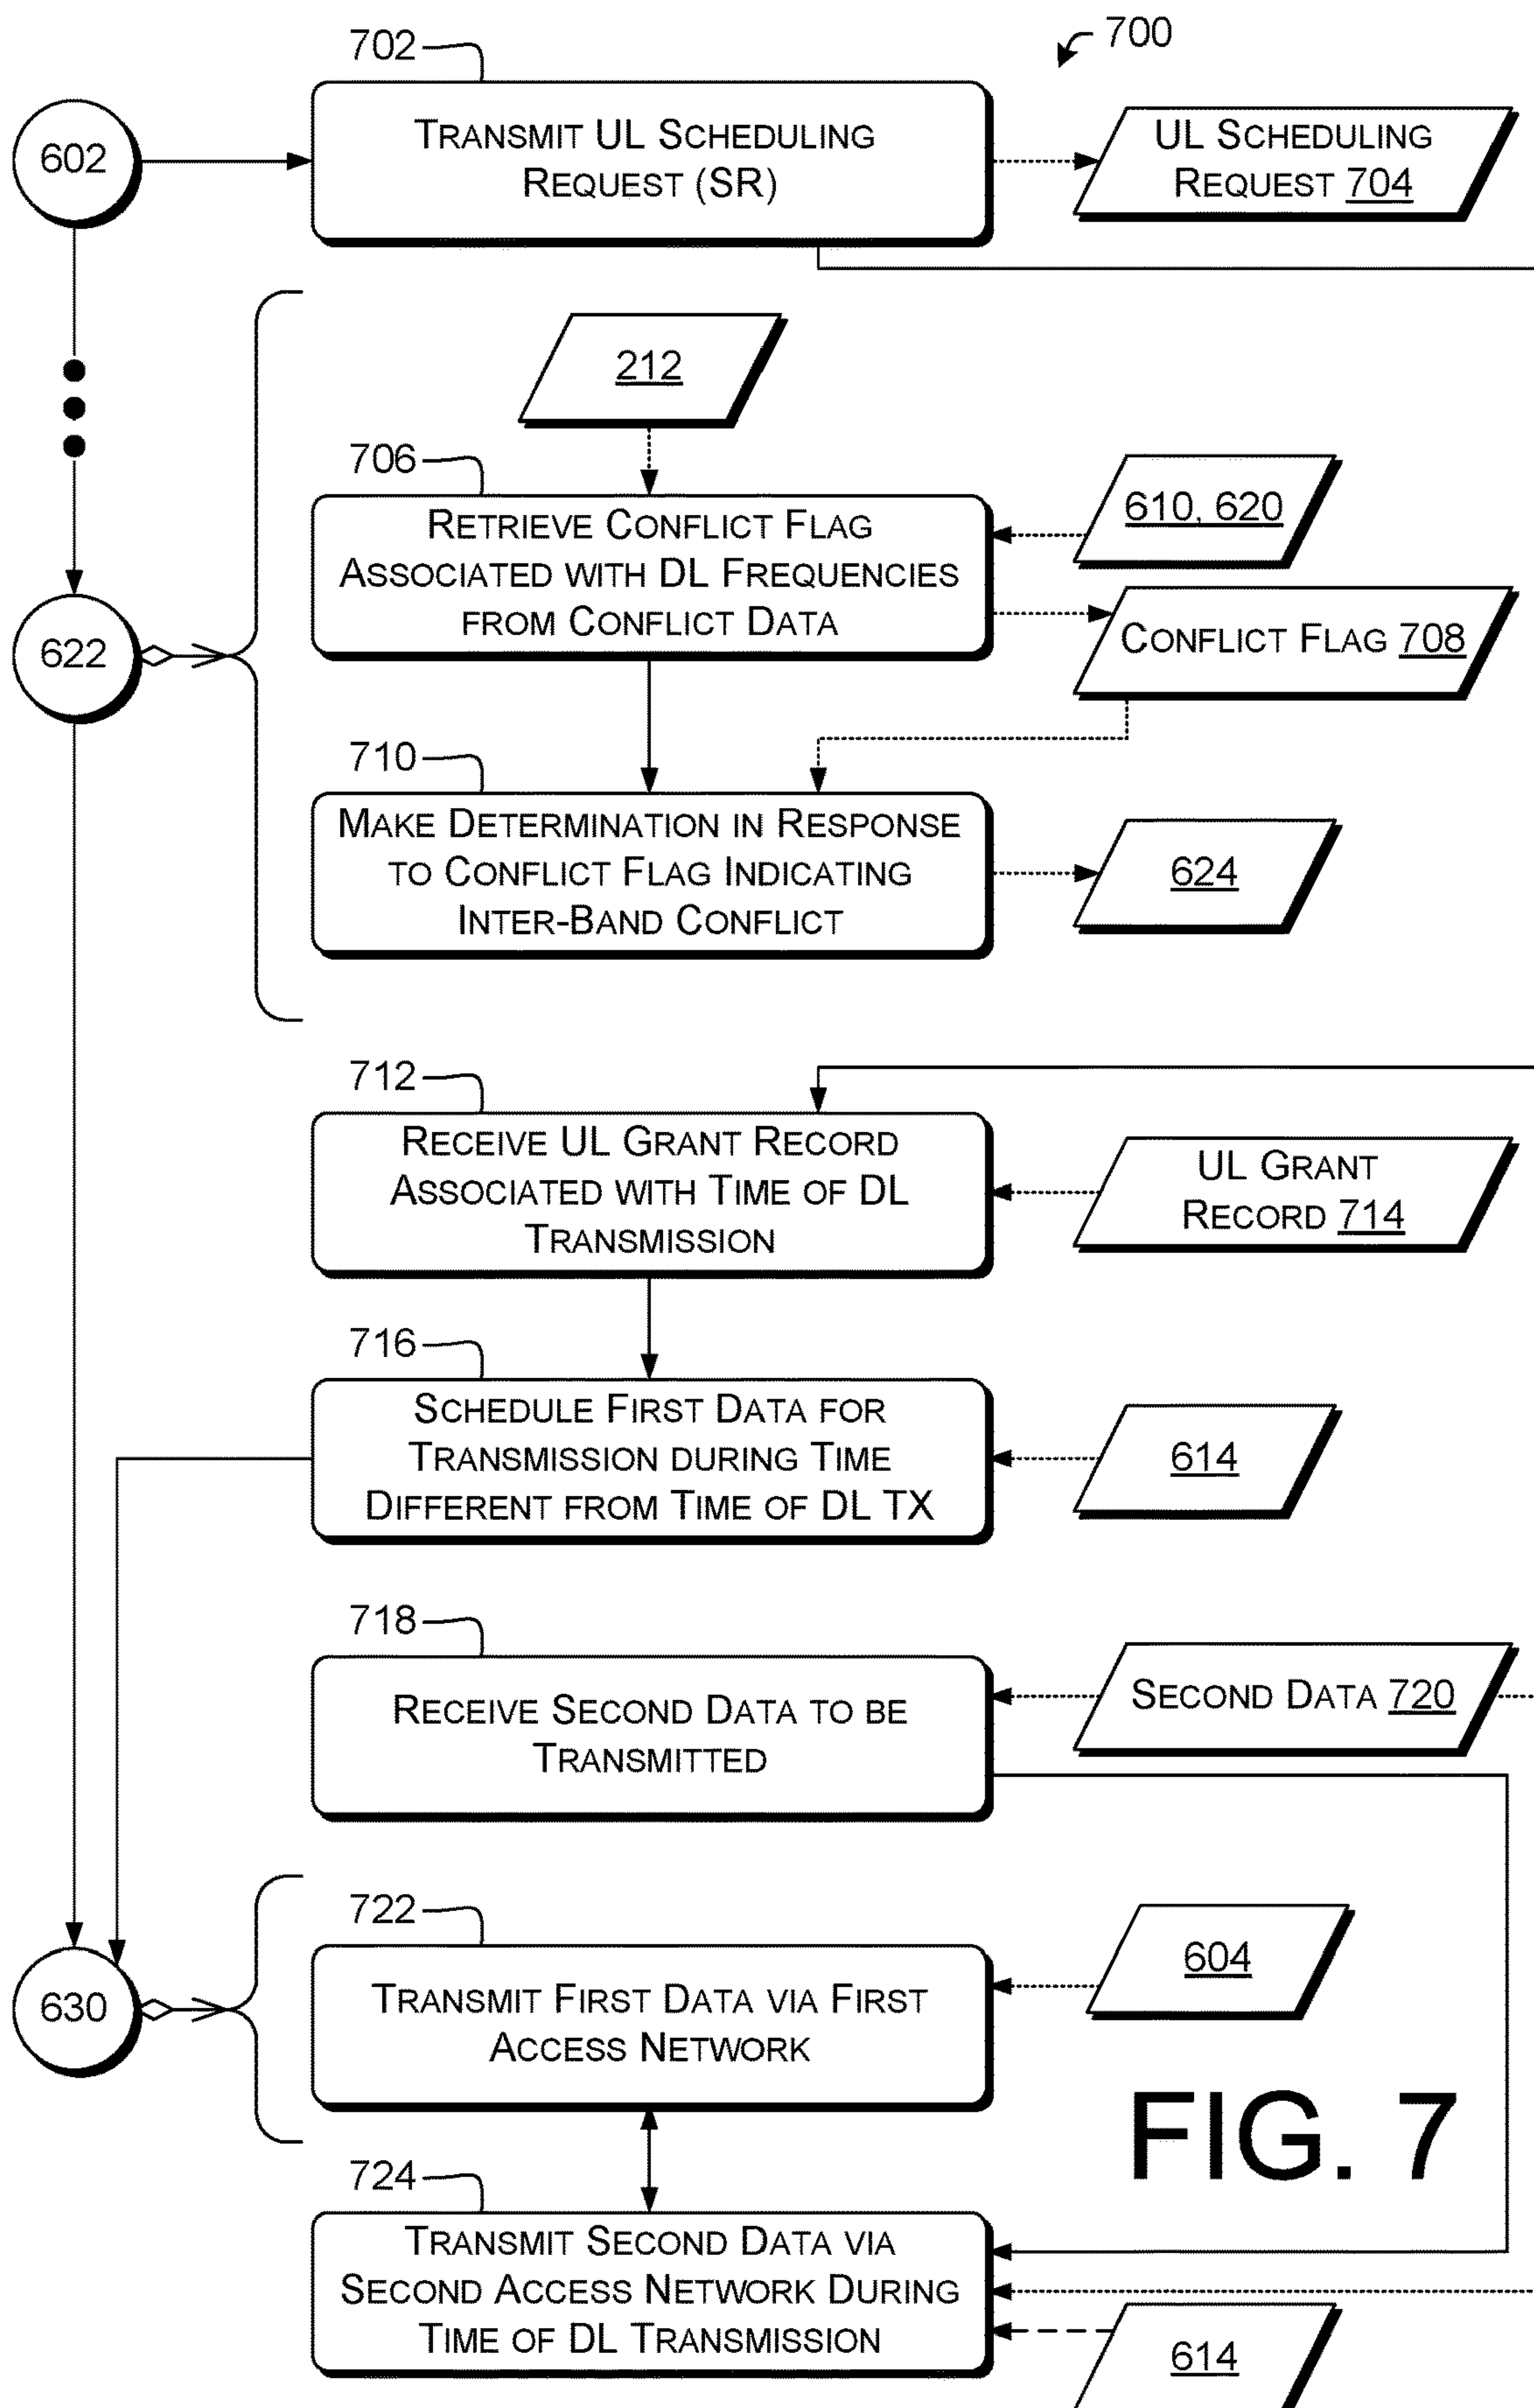 700
702
602
TRANSMIT UL SCHEDULING
REQUEST (SR)
UL SCHEDULING
REQUEST 704
212
706
RETRIEVE CONFLICT FLAG
ASSOCIATED WITH DL FREQUENCIES
FROM CONFLICT DATA
610, 620
CONFLICT FLAG 708
622
710
MAKE DETERMINATION IN RESPONSE
TO CONFLICT FLAG INDICATING
INTER-BAND CONFLICT
624
712
RECEIVE UL GRANT RECORD
ASSOCIATED WITH TIME OF DL
TRANSMISSION
UL GRANT
RECORD 714
716
SCHEDULE FIRST DATA FOR
TRANSMISSION DURING TIME
DIFFERENT FROM TIME OF DL TX
614
718
RECEIVE SECOND DATA TO BE
TRANSMITTED
SECOND DATA 720
722
630
TRANSMIT FIRST DATA VIA FIRST
ACCESS NETWORK
604
FIG. 7
724
TRANSMIT SECOND DATA VIA
SECOND ACCESS NETWORK DURING
TIME OF DL TRANSMISSION
614